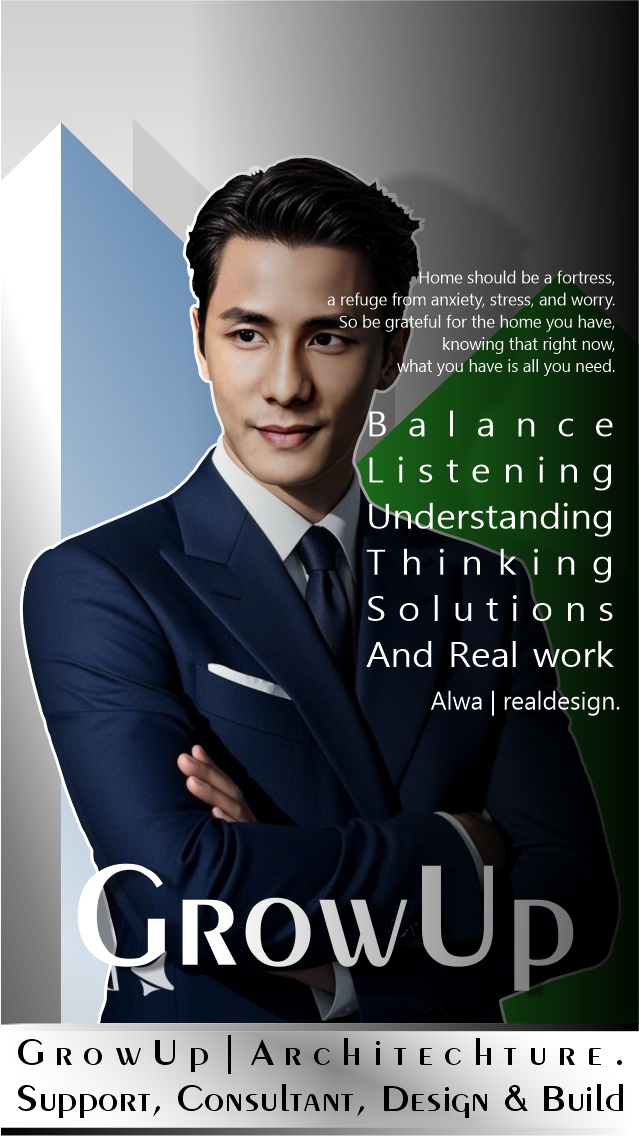 Home should be a fortress,
a refuge from anxiety, stress, and worry.
So be grateful for the home you have,
knowing that right now,
what you have is all you need.
Balance
Listening
Understanding
Thinking
Solutions
And Real work
Alwa | realdesign.
GrowUp
GrowUp | Architechture.
Support, Consultant, Design & Build